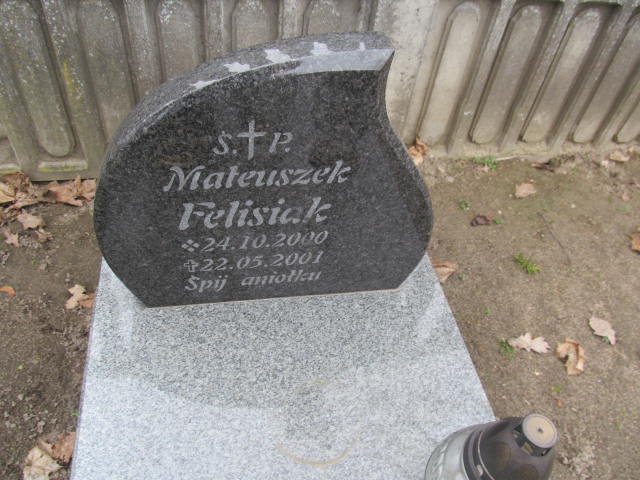 Ś.✝P.
Mateuszek
Felisiak
✣24.10.2000
✝22.05.2001
Śpij aniołku